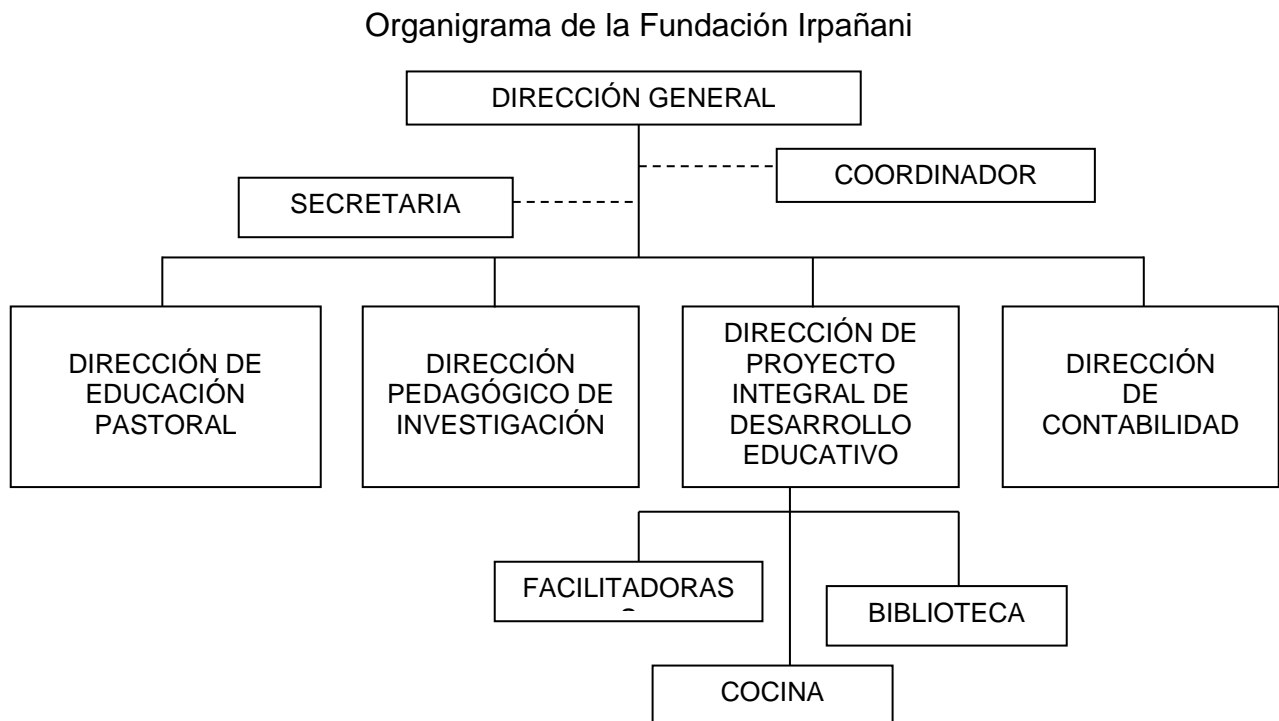 Organigrama de la Fundación Irpañani
DIRECCIÓN GENERAL
COORDINADOR
SECRETARIA
DIRECCIÓN DE
EDUCACIÓN
PASTORAL
DIRECCIÓN
PEDAGÓGICO DE
INVESTIGACIÓN
DIRECCIÓN DE
PROYECTO
INTEGRAL DE
DESARROLLO
EDUCATIVO
DIRECCIÓN
DE
CONTABILIDAD
FACILITADORAS
BIBLIOTECA
COCINA